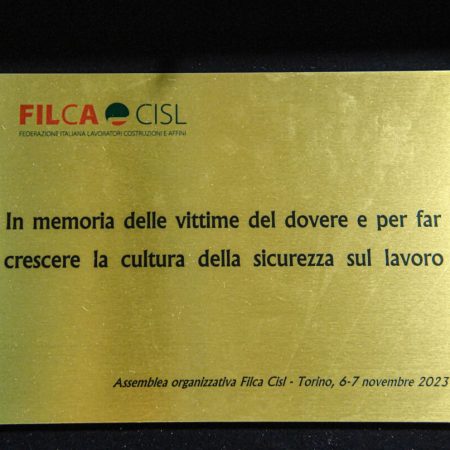 FILCA CISL
FEDERAZIONE ITALIANA LAVORATORI COSTRUZIONI E AFFINI
In memoria delle vittime del dovere e per far
crescere la cultura della sicurezza sul lavoro
Assemblea organizzativa Filca Cisl - Torino, 6-7 novembre 2023